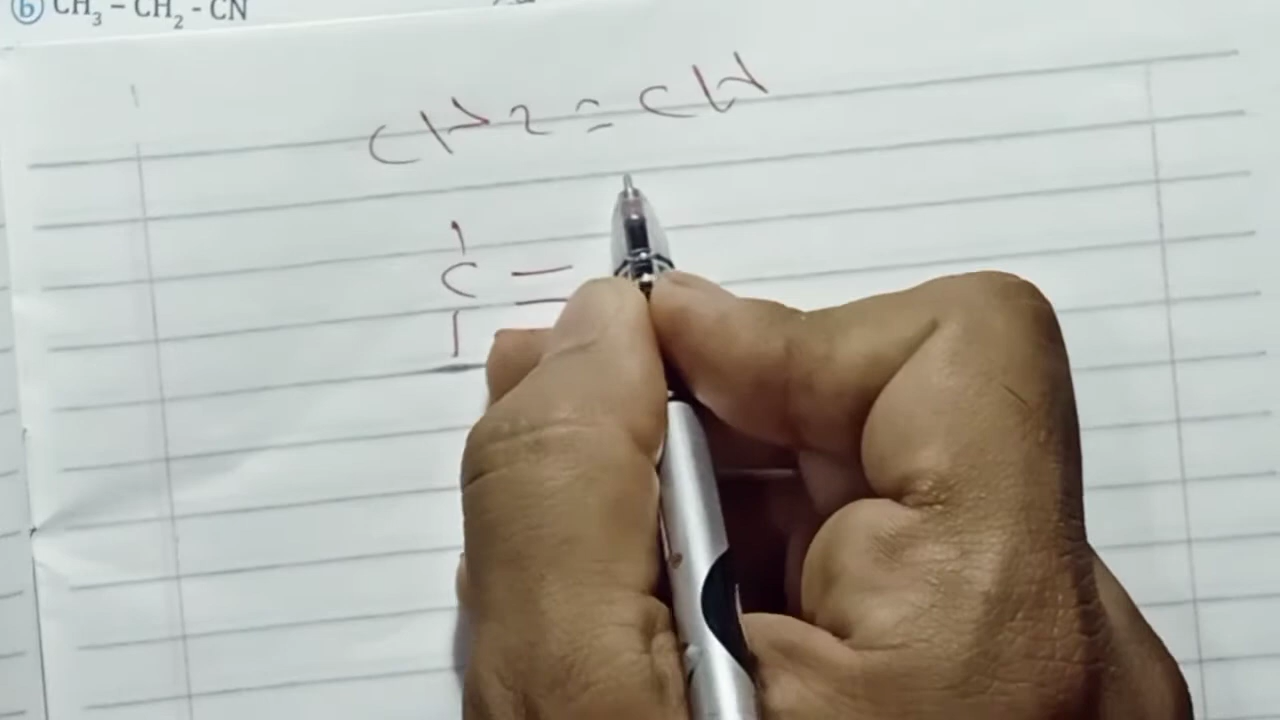 b CH₃ – CH₂ - CN
CH2 = CH
C =